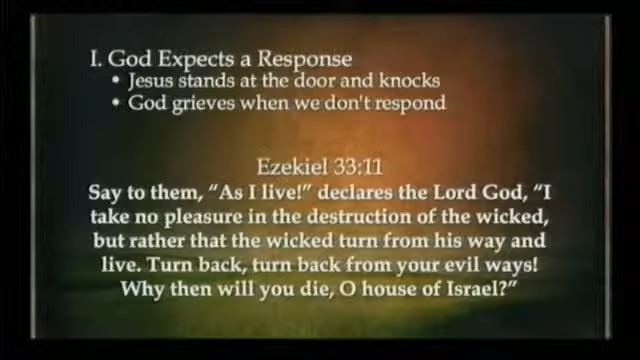 I. God Expects a Response
• Jesus stands at the door and knocks
• God grieves when we don't respond
Ezekiel 33:11
Say to them, "As I live!" declares the Lord God, "I
take no pleasure in the destruction of the wicked,
but rather that the wicked turn from his way and
live. Turn back, turn back from your evil ways!
Why then will you die, O house of Israel?"